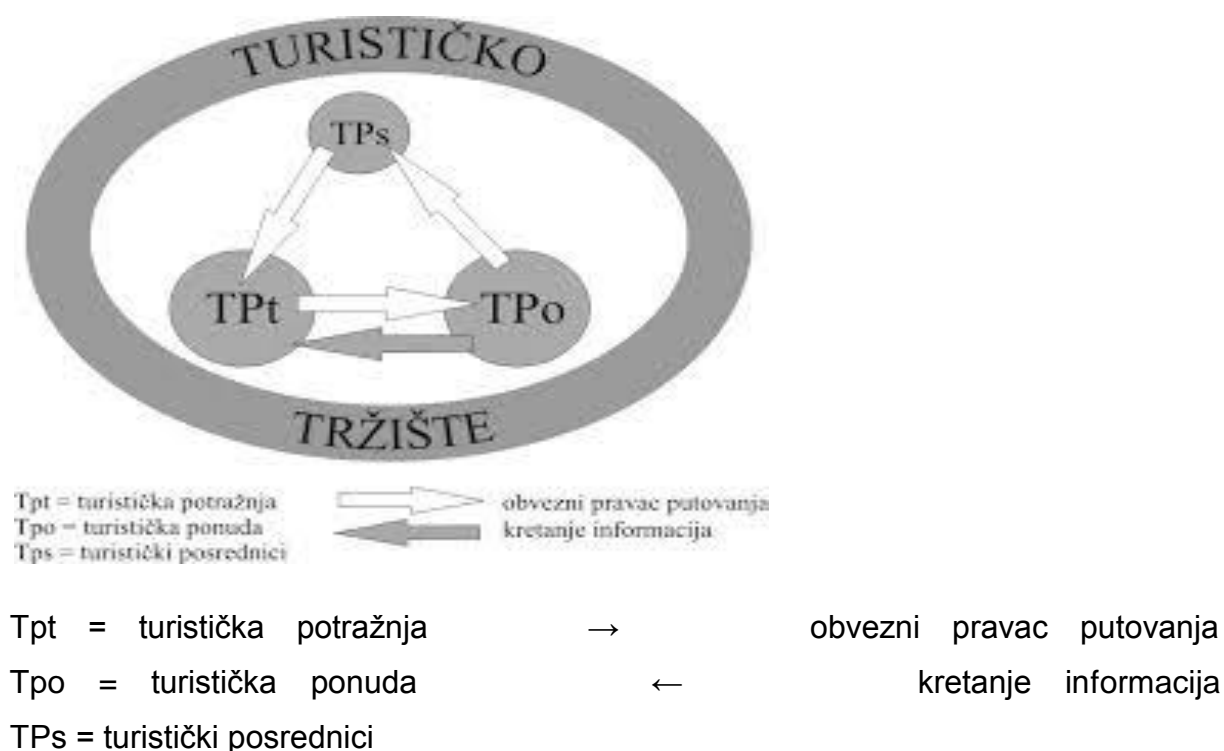 TURISTIČKO
TPs
TPt
TPo
TRŽIŠTE
Tpt = turistička potražnja
obvezni pravac putovanja
Tpo = turistička ponuda
kretanje informacija
Tps = turistički posrednici
Tpt = turistička potražnja → obvezni pravac putovanja
Tpo = turistička ponuda ← kretanje informacija
TPs = turistički posrednici